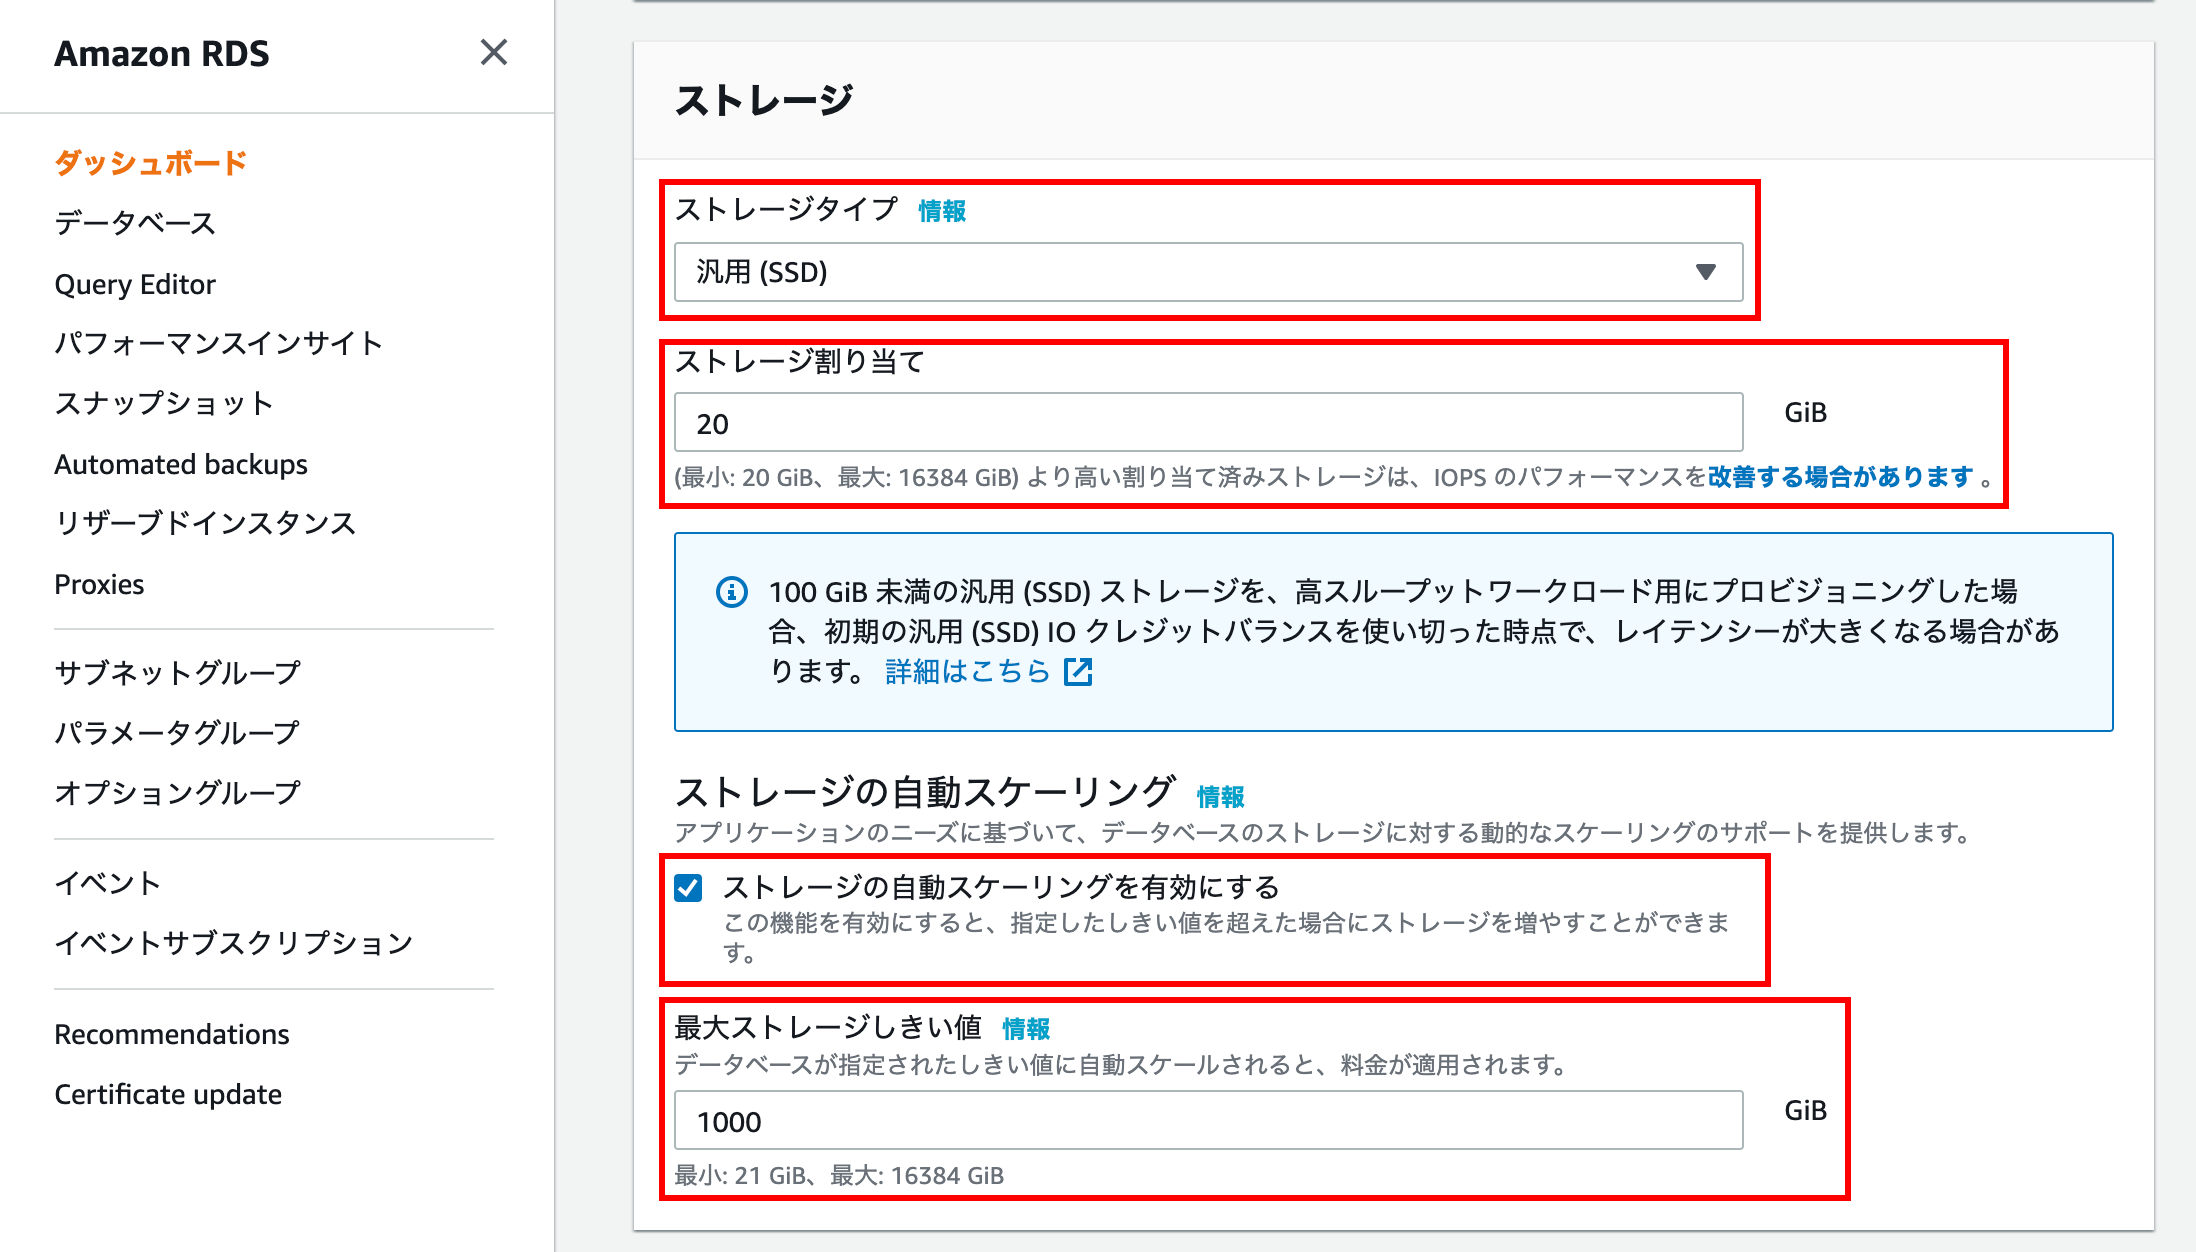 Amazon RDS
ダッシュボード
データベース
Query Editor
パフォーマンスインサイト
スナップショット
Automated backups
リザーブドインスタンス
Proxies
サブネットグループ
パラメータグループ
オプショングループ
イベント
イベントサブスクリプション
Recommendations
Certificate update
ストレージ
ストレージタイプ 情報
汎用 (SSD)
ストレージ割り当て
20 GiB
(最小: 20 GiB、最大: 16384 GiB) より高い割り当て済みストレージは、IOPS のパフォーマンスを改善する場合があります 。
100 GiB 未満の汎用 (SSD) ストレージを、高スループットワークロード用にプロビジョニングした場
合、初期の汎用 (SSD) IO クレジットバランスを使い切った時点で、レイテンシーが大きくなる場合があ
ります。 詳細はこちら
ストレージの自動スケーリング 情報
アプリケーションのニーズに基づいて、データベースのストレージに対する動的なスケーリングのサポートを提供します。
ストレージの自動スケーリングを有効にする
この機能を有効にすると、指定したしきい値を超えた場合にストレージを増やすことができま
す。
最大ストレージしきい値 情報
データベースが指定されたしきい値に自動スケールされると、料金が適用されます。
1000 GiB
最小: 21 GiB、最大: 16384 GiB